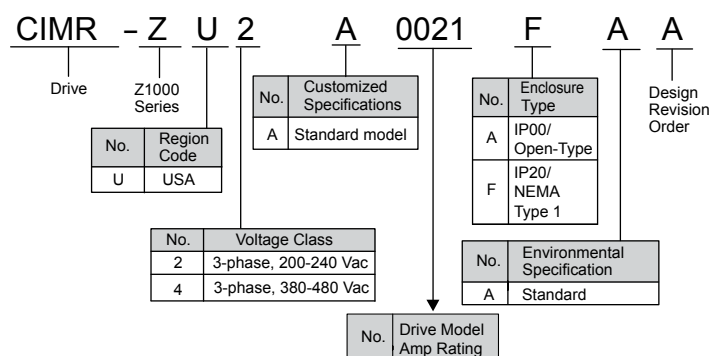 CIMR - Z U 2 A 0021 F A A
Drive
Z1000
Series
Design
Revision
Order
No. Customized
Specifications
A Standard model
No. Enclosure
Type
A IP00/
Open-Type
F IP20/
NEMA
Type 1
No. Region
Code
U USA
No. Voltage Class
2 3-phase, 200-240 Vac
4 3-phase, 380-480 Vac
No. Environmental
Specification
A Standard
No. Drive Model
Amp Rating